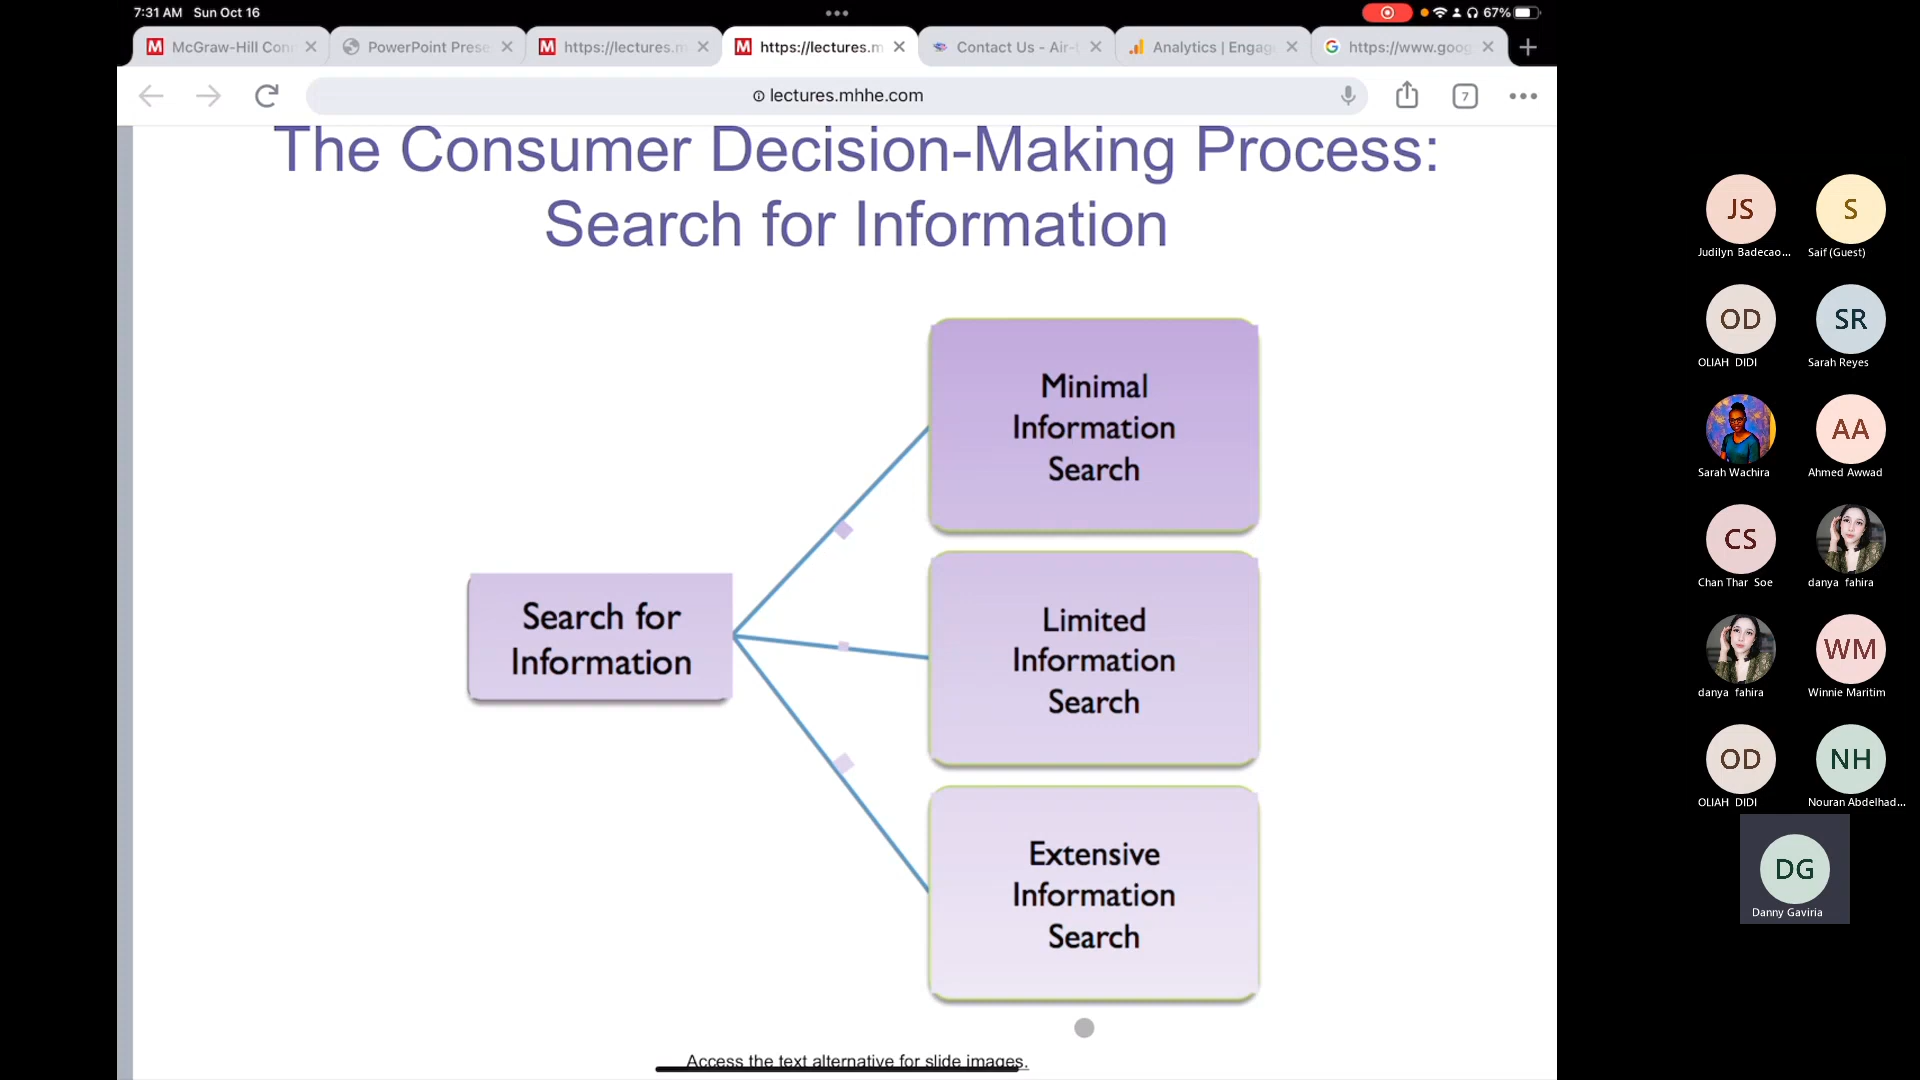 7:31 AM Sun Oct 16
67%
McGraw-Hill Con
PowerPoint Prese
https://lectures.m
https://lectures.m
Contact Us - Air-t
Analytics | Engag
https://www.goog
lectures.mhhe.com
7
The Consumer Decision-Making Process:
Search for Information
Search for
Information
Minimal
Information
Search
Limited
Information
Search
Extensive
Information
Search
Access the text alternative for slide images.
JS
Judilyn Badecao...
S
Saif (Guest)
OD
OLIAH DIDI
SR
Sarah Reyes
Sarah Wachira
AA
Ahmed Awwad
CS
Chan Thar Soe
danya fahira
danya fahira
WM
Winnie Maritim
OD
OLIAH DIDI
NH
Nouran Abdelhad...
DG
Danny Gaviria